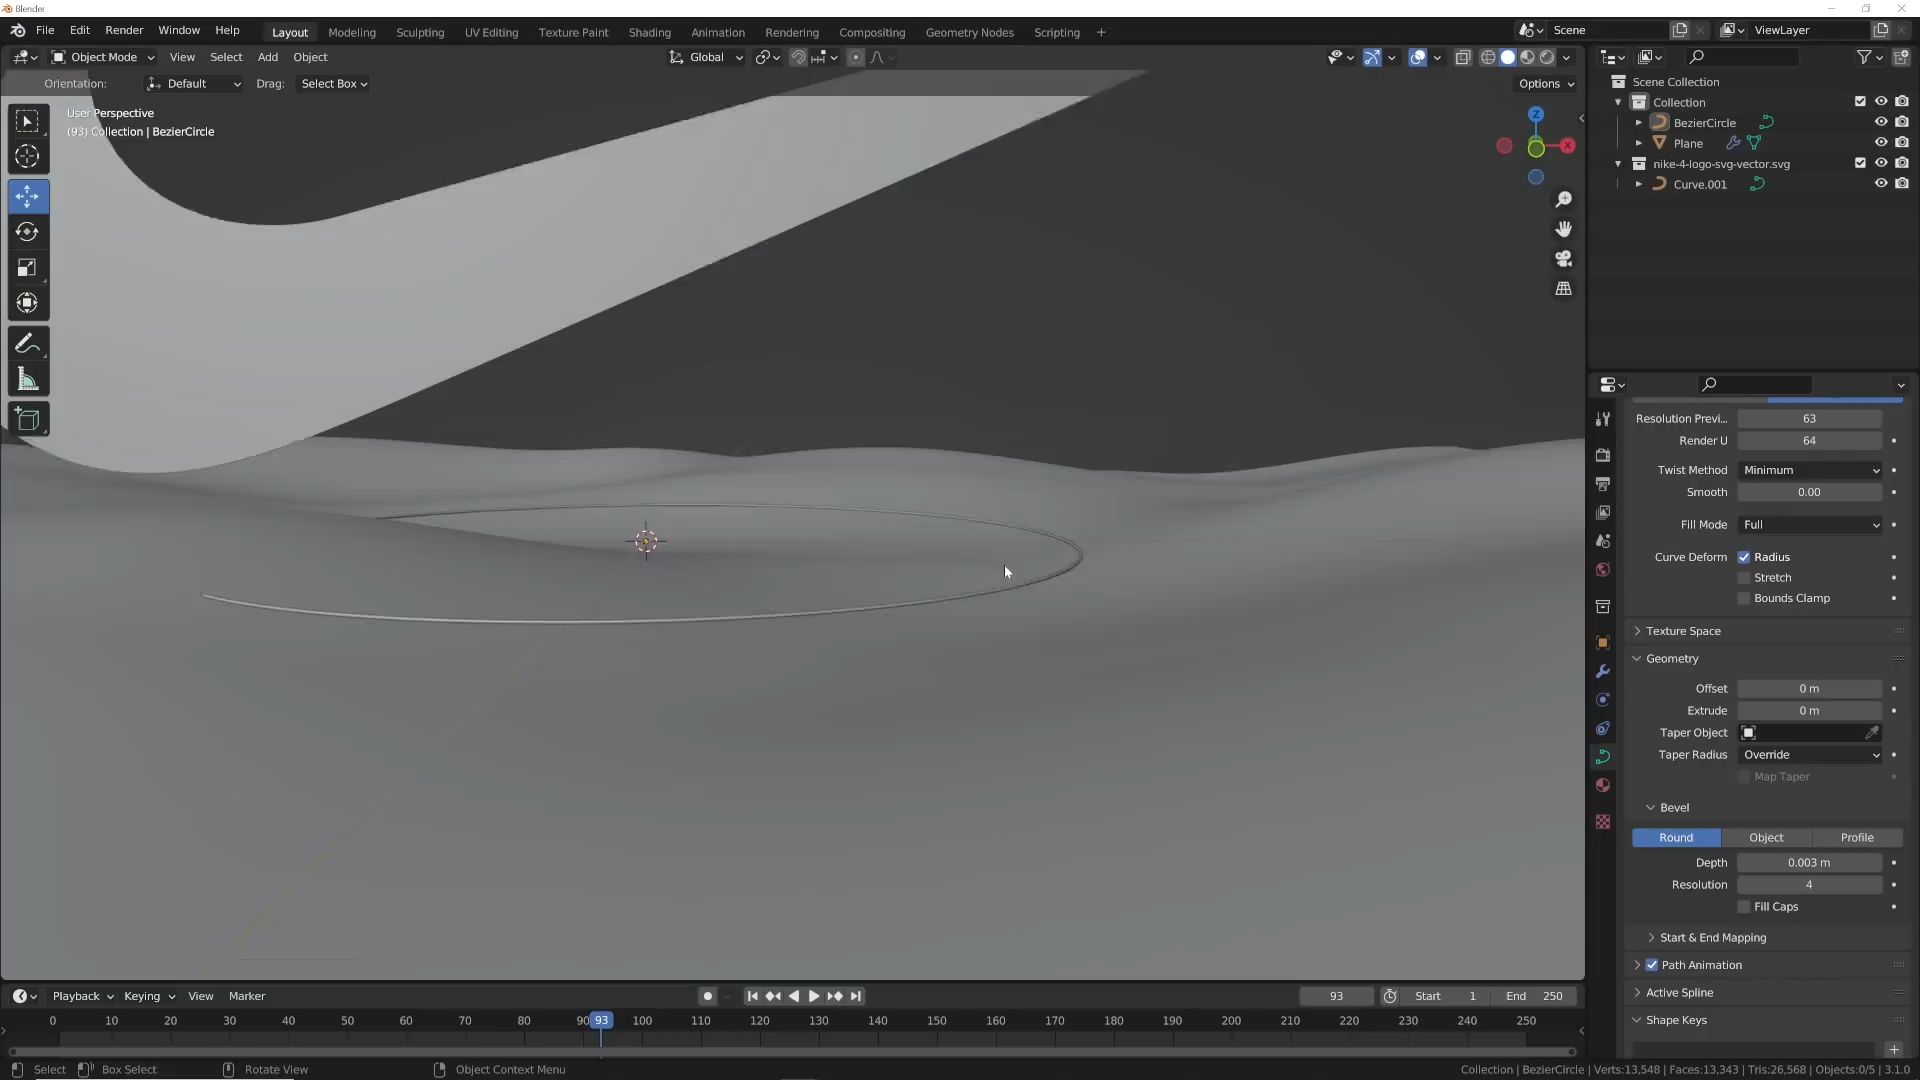 Blender
File Edit Render Window Help
Layout Modeling Sculpting UV Editing Texture Paint Shading Animation Rendering Compositing Geometry Nodes Scripting +
Scene
ViewLayer
Object Mode View Select Add Object
Global
Orientation: Default Drag: Select Box
Options
User Perspective
(93) Collection | BezierCircle
Z
X
Scene Collection
Collection
BezierCircle
Plane
nike-4-logo-svg-vector.svg
Curve.001
Resolution Previ... 63
Render U 64
Twist Method Minimum
Smooth 0.00
Fill Mode Full
Curve Deform Radius
Stretch
Bounds Clamp
Texture Space
Geometry
Offset 0 m
Extrude 0 m
Taper Object
Taper Radius Override
Map Taper
Bevel
Round Object Profile
Depth 0.003 m
Resolution 4
Fill Caps
Start & End Mapping
Path Animation
Active Spline
Shape Keys
Playback Keying View Marker
93 Start 1 End 250
0 10 20 30 40 50 60 70 80 90 93 100 110 120 130 140 150 160 170 180 190 200 210 220 230 240 250
Select Box Select Rotate View Object Context Menu
Collection | BezierCircle | Verts:13,548 | Faces:13,343 | Tris:26,568 | Objects:0/5 | 3.1.0